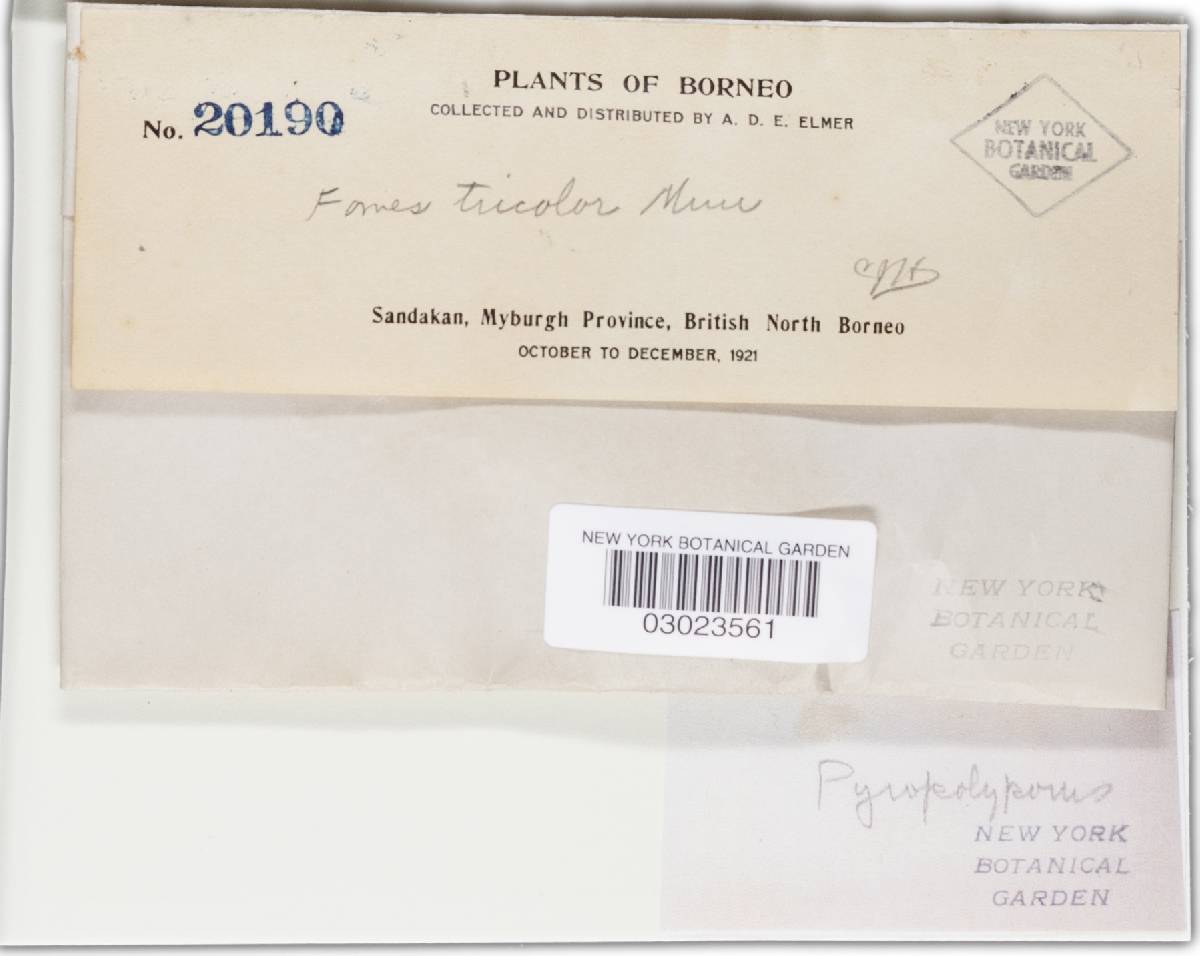 PLANTS OF BORNEO
No. 20190
COLLECTED AND DISTRIBUTED BY A. D. E. ELMER
NEW YORK
BOTANICAL
GARDEN
Fomes tricolor Murr
Sandakan, Myburgh Province, British North Borneo
OCTOBER TO DECEMBER, 1921
NEW YORK BOTANICAL GARDEN
03023561
NEW YORK
BOTANICAL
GARDEN
Pyropolyporus
NEW YORK
BOTANICAL
GARDEN